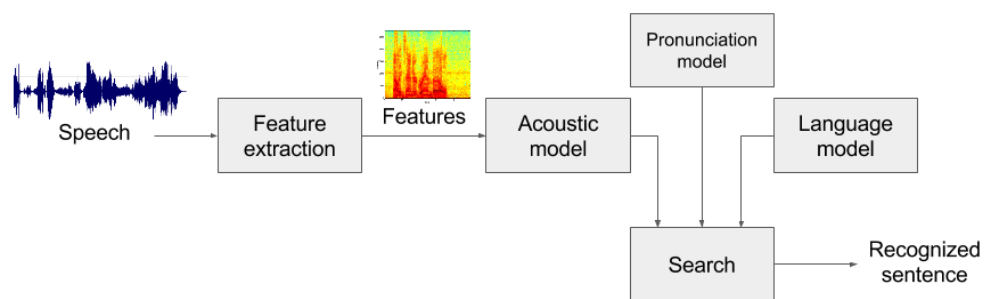 Pronunciation
model
Speech
Feature
extraction
Features
Acoustic
model
Language
model
Search
Recognized
sentence